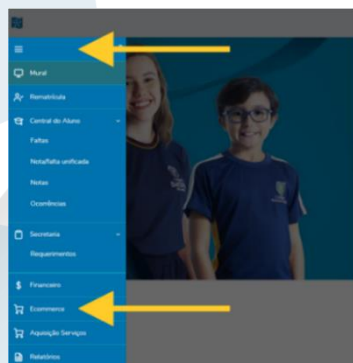 Mural
Rematrícula
Central do Aluno
Faltas
Nota/falta unificada
Notas
Ocorrências
Secretaria
Requerimentos
Financeiro
Ecommerce
Aquisição Serviços
Relatórios